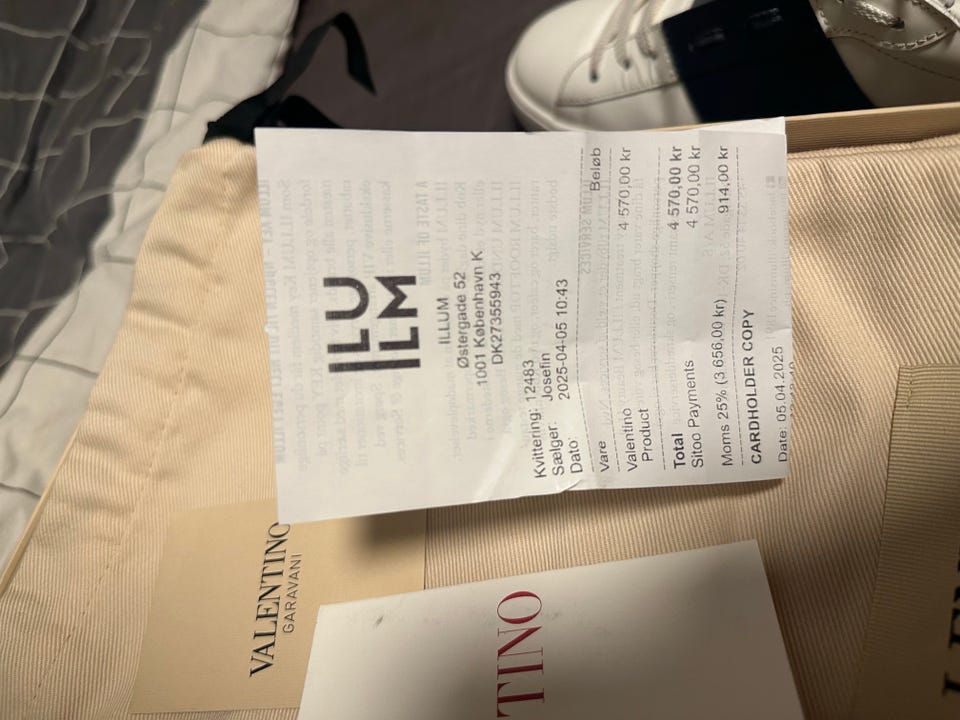 ILLUM
ILLUM
Østergade 52
1001 København K
DK27355943
Kvittering: 12483
Sælger: Josefin
Dato: 2025-04-05 10:43
Vare Beløb
Valentino 4 570,00 kr
Product
Total 4 570,00 kr
Sitoo Payments 4 570,00 kr
Moms 25% (3 656,00 kr) 914,00 kr
CARDHOLDER COPY
Date: 05.04.2025
VALENTINO
GARAVANI
TINO